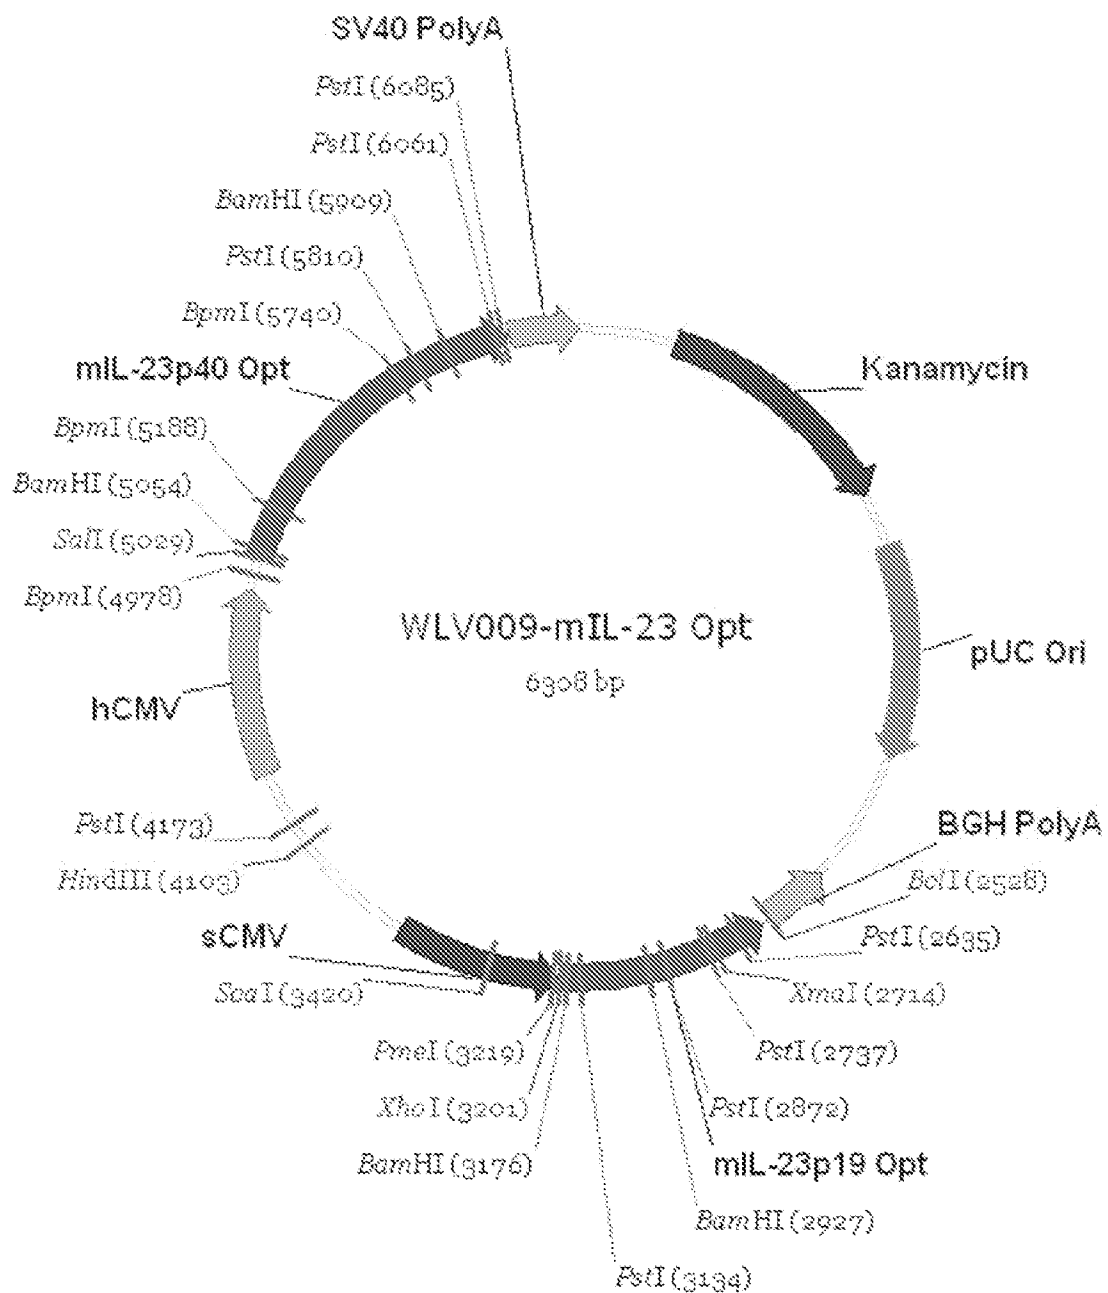 SV40 PolyA
PstI(6085)
PstI(6061)
BamHI(5909)
PstI(5810)
BpmI(5740)
mIL-23p40 Opt
Kanamycin
BpmI(5188)
BamHI(5054)
SalI(5029)
BpmI(4978)
WLV009-mIL-23 Opt
6308 bp
pUC Ori
hCMV
PstI(4173)
HindIII(4103)
BGH PolyA
BclI(2528)
sCMV
PstI(2635)
ScaI(3420)
XmaI(2714)
PmeI(3219)
PstI(2737)
XhoI(3201)
PstI(2872)
BamHI(3176)
mIL-23p19 Opt
BamHI(2927)
PstI(3134)